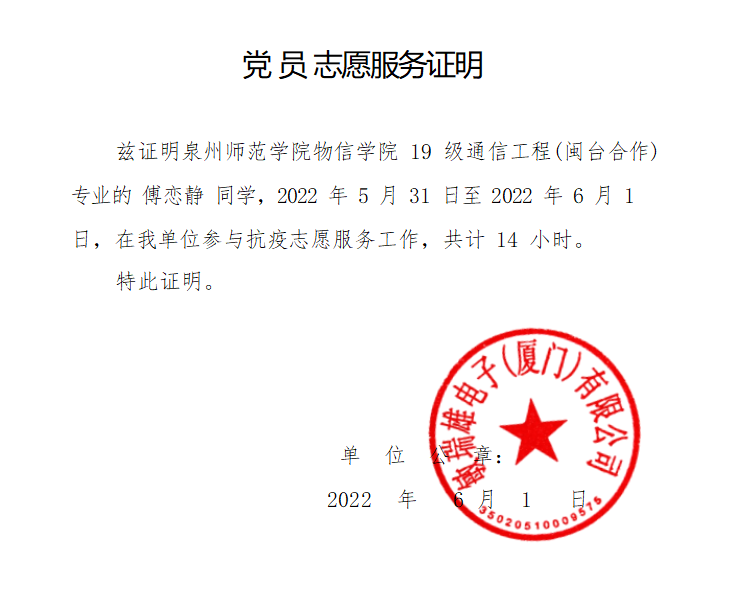 党 员 志愿服务证明
兹证明泉州师范学院物信学院 19 级通信工程(闽台合作)
专业的 傅恋静 同学，2022 年 5 月 31 日至 2022 年 6 月 1
日，在我单位参与抗疫志愿服务工作，共计 14 小时。
特此证明。
单 位 公 章：
2022 年 6 月 1 日
瑞雄电子(厦门)有限公司
35020510009575